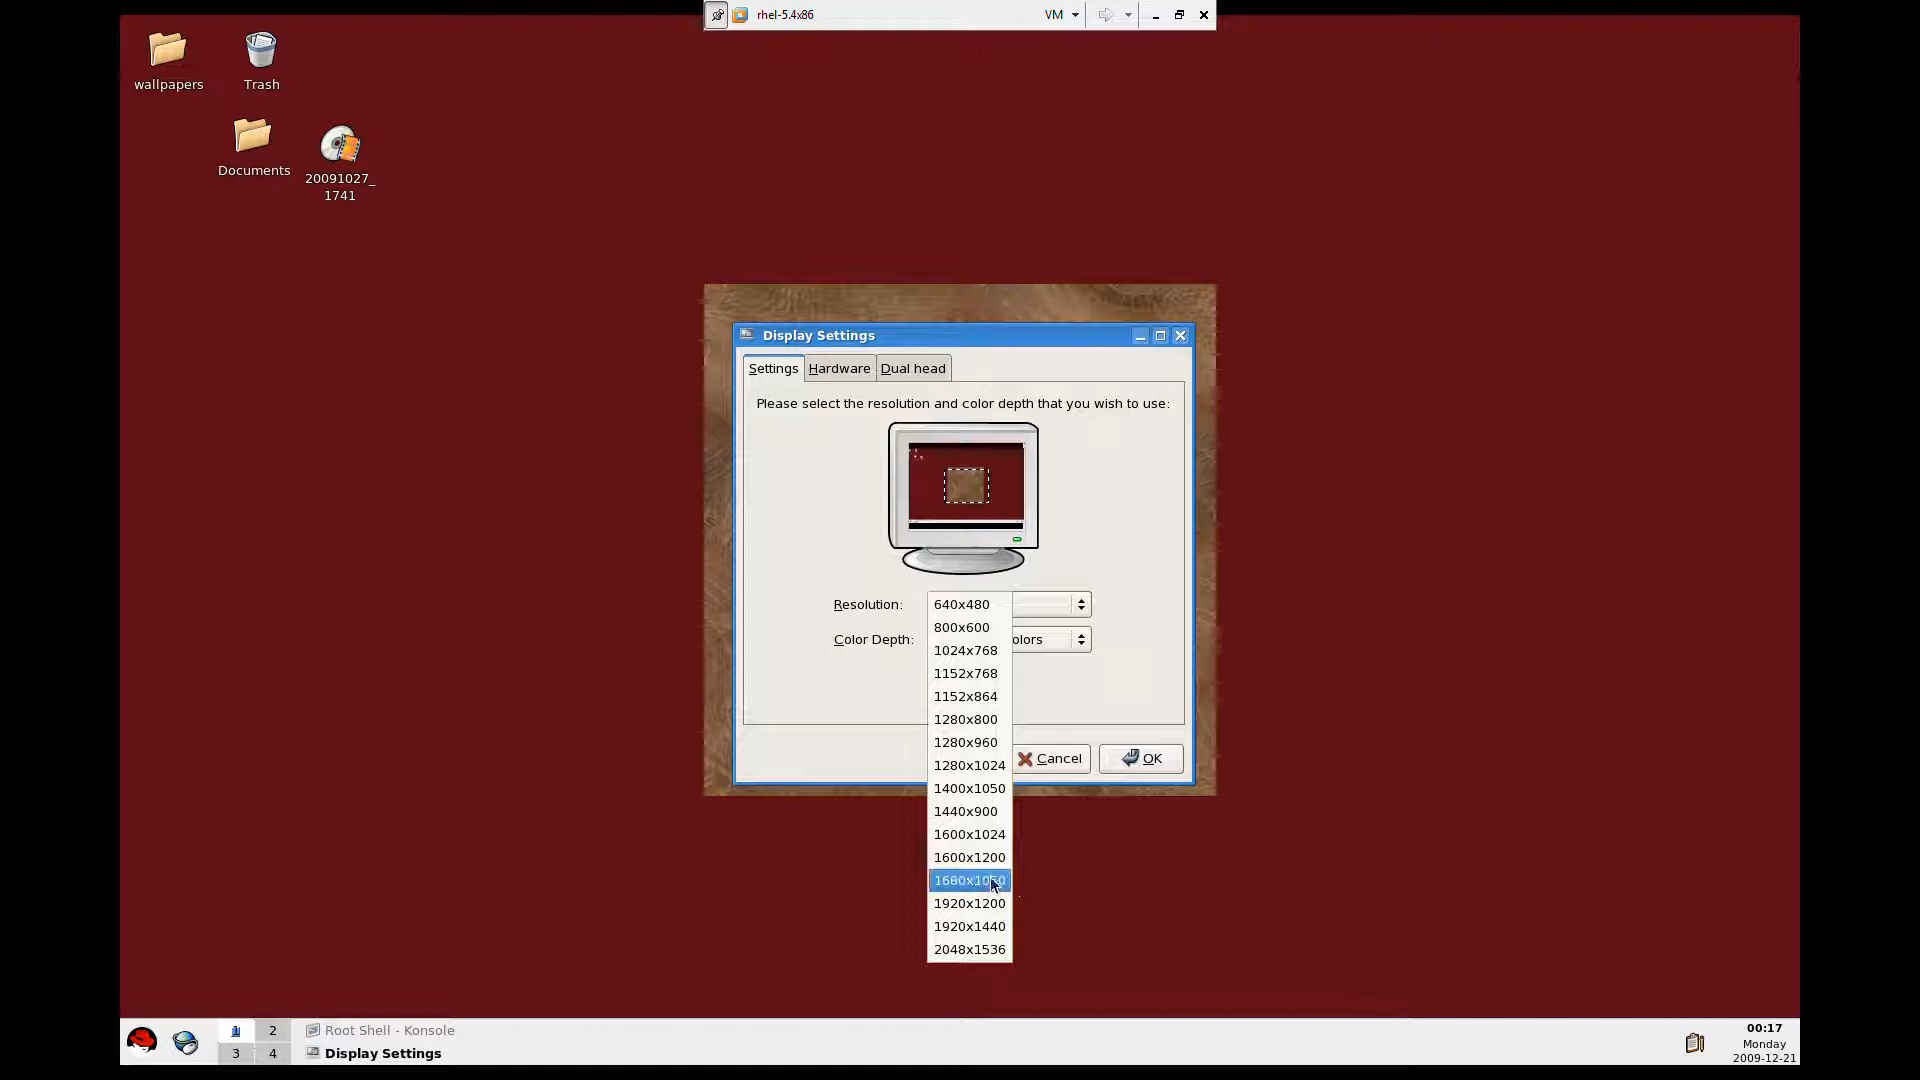 rhel-5.4x86
VM
wallpapers
Trash
Documents
20091027_
1741
Display Settings
Settings
Hardware
Dual head
Please select the resolution and color depth that you wish to use:
Resolution:
640x480
Color Depth:
olors
800x600
1024x768
1152x768
1152x864
1280x800
1280x960
1280x1024
1400x1050
1440x900
1600x1024
1600x1200
1680x1050
1920x1200
1920x1440
2048x1536
Cancel
OK
1
2
3
4
Root Shell - Konsole
Display Settings
00:17
Monday
2009-12-21